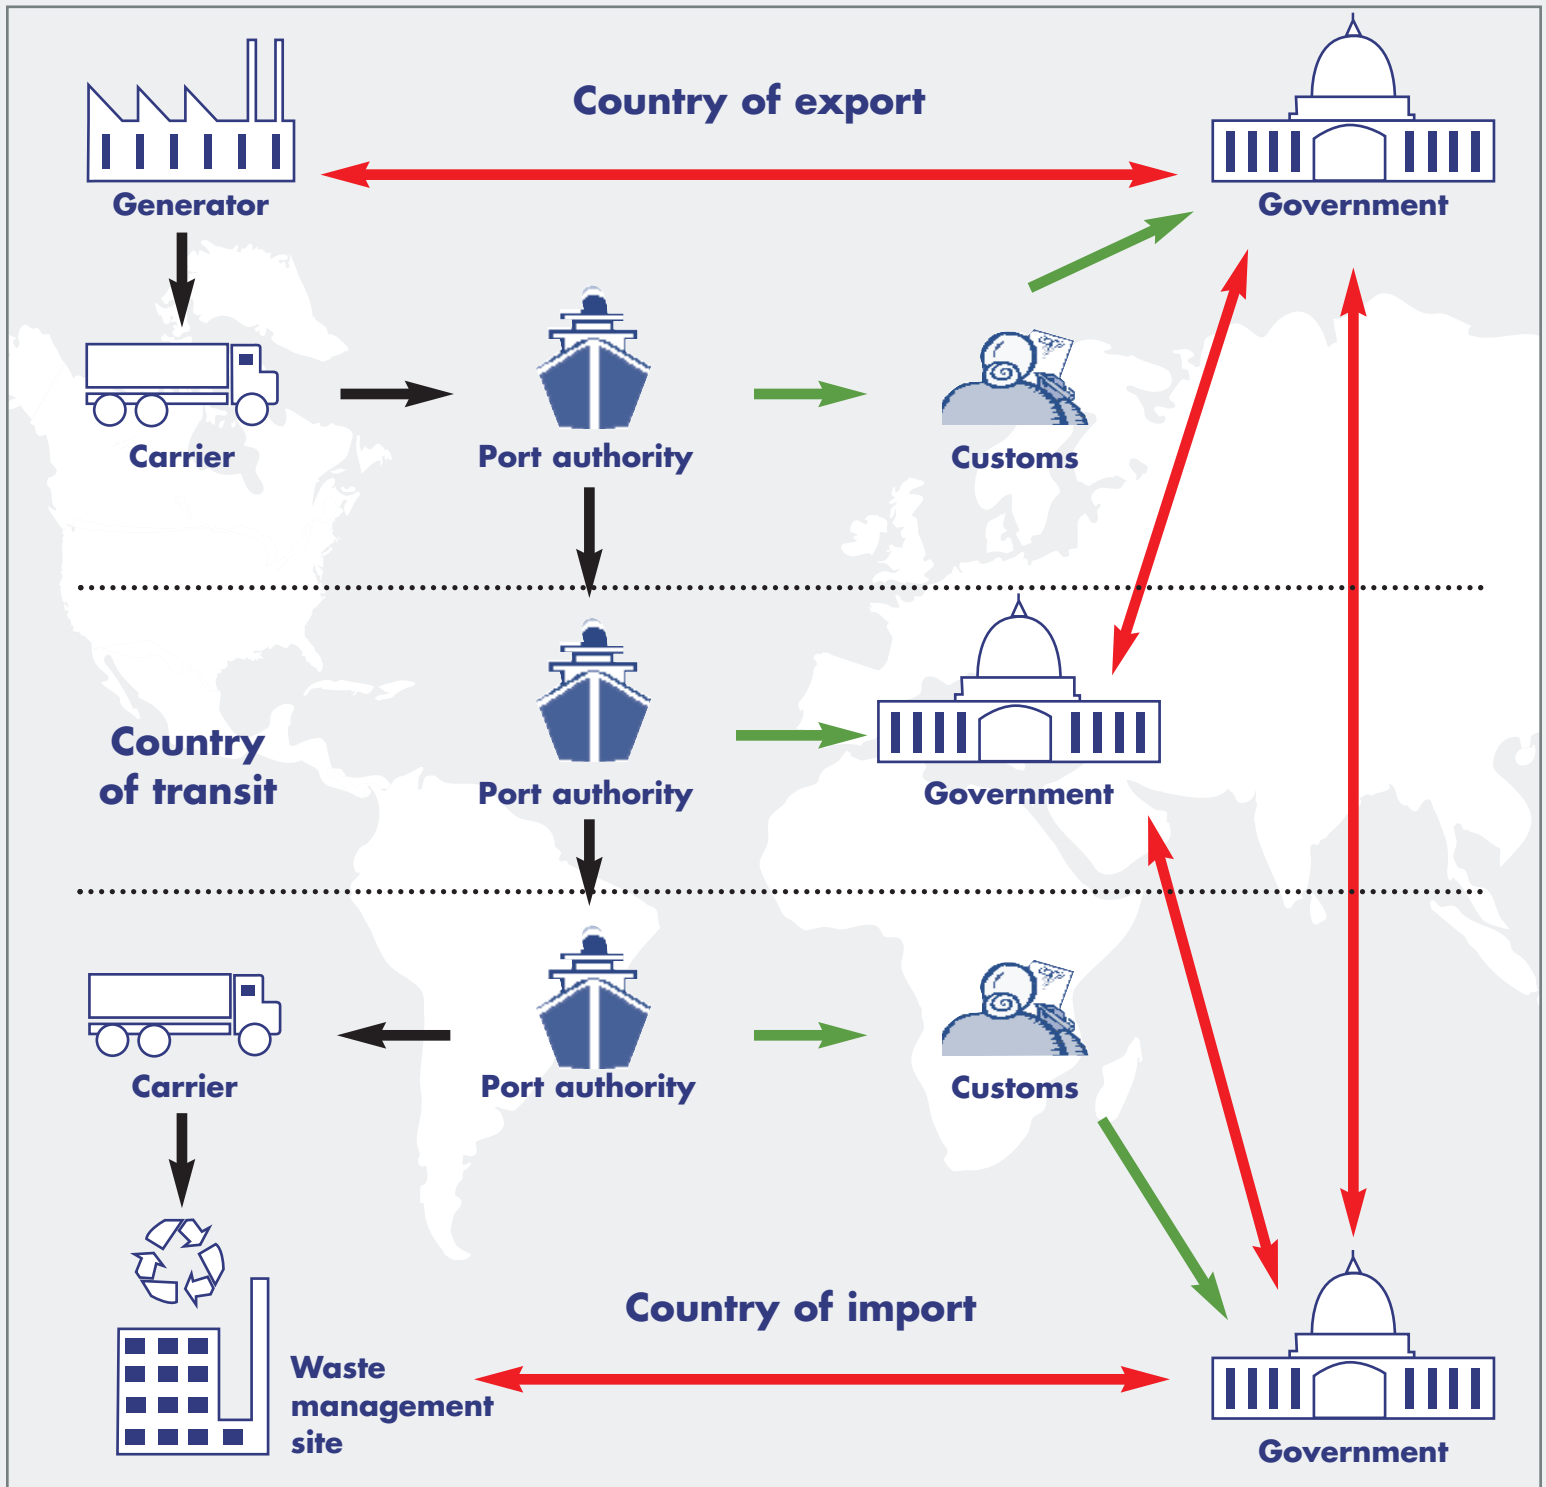 Country of export
Generator
Government
Carrier
Port authority
Customs
Country
of transit
Port authority
Government
Carrier
Port authority
Customs
Country of import
Waste
management
site
Government